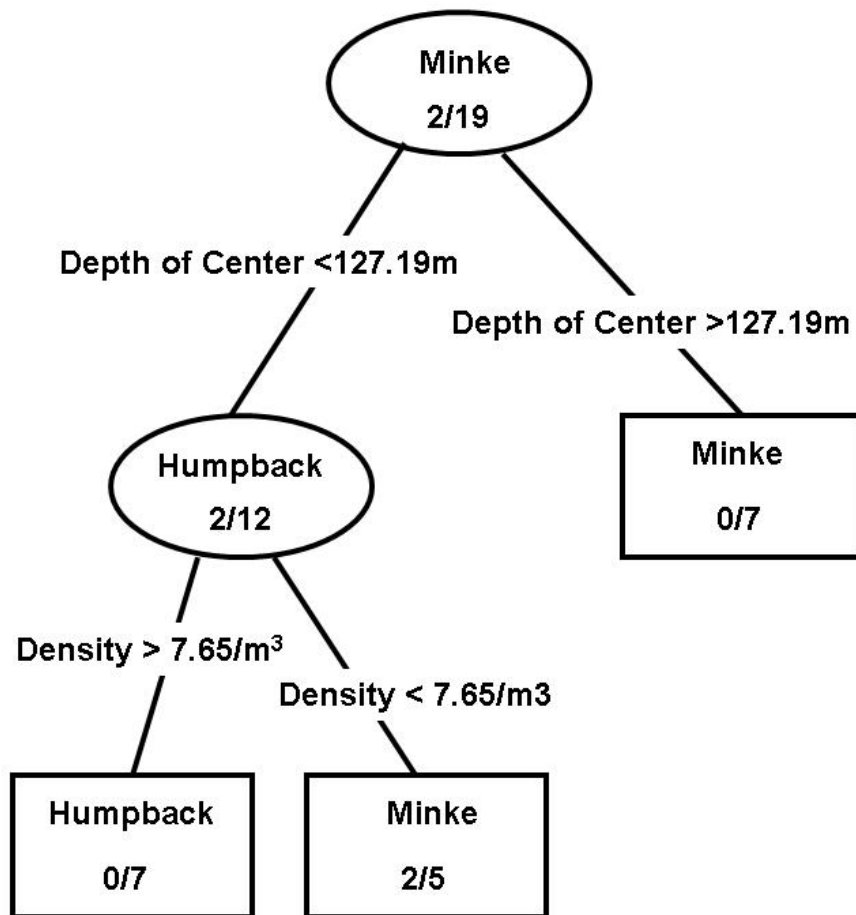 Minke
2/19
Depth of Center <127.19m
Depth of Center >127.19m
Humpback
2/12
Minke
0/7
Density > 7.65/m³
Density < 7.65/m3
Humpback
0/7
Minke
2/5